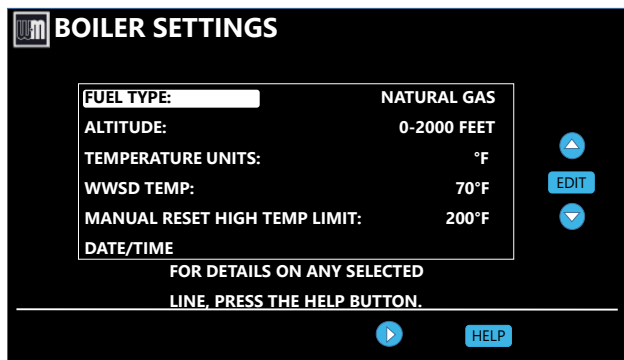 wm BOILER SETTINGS
FUEL TYPE: NATURAL GAS
ALTITUDE: 0-2000 FEET
TEMPERATURE UNITS: °F
WWSD TEMP: 70°F
MANUAL RESET HIGH TEMP LIMIT: 200°F
DATE/TIME
EDIT
FOR DETAILS ON ANY SELECTED
LINE, PRESS THE HELP BUTTON.
HELP